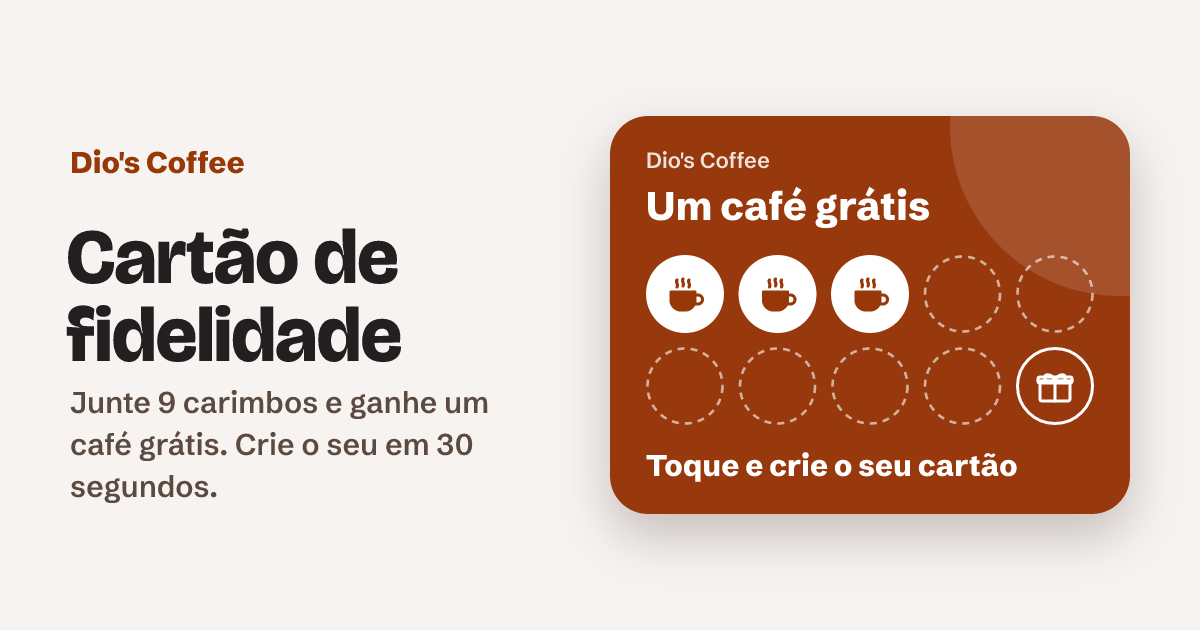 Dio's Coffee
Cartão de
fidelidade
Junte 9 carimbos e ganhe um
café grátis. Crie o seu em 30
segundos.
Dio's Coffee
Um café grátis
Toque e crie o seu cartão